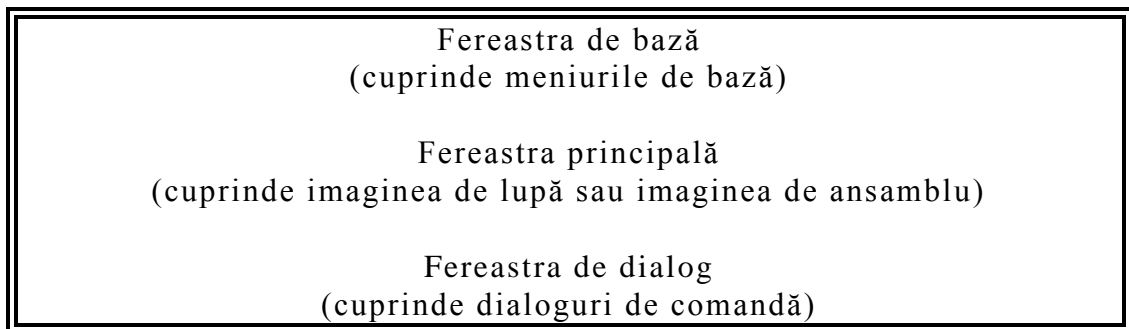 Fereastra de bază
(cuprinde meniurile de bază)
Fereastra principală
(cuprinde imaginea de lupă sau imaginea de ansamblu)
Fereastra de dialog
(cuprinde dialoguri de comandă)